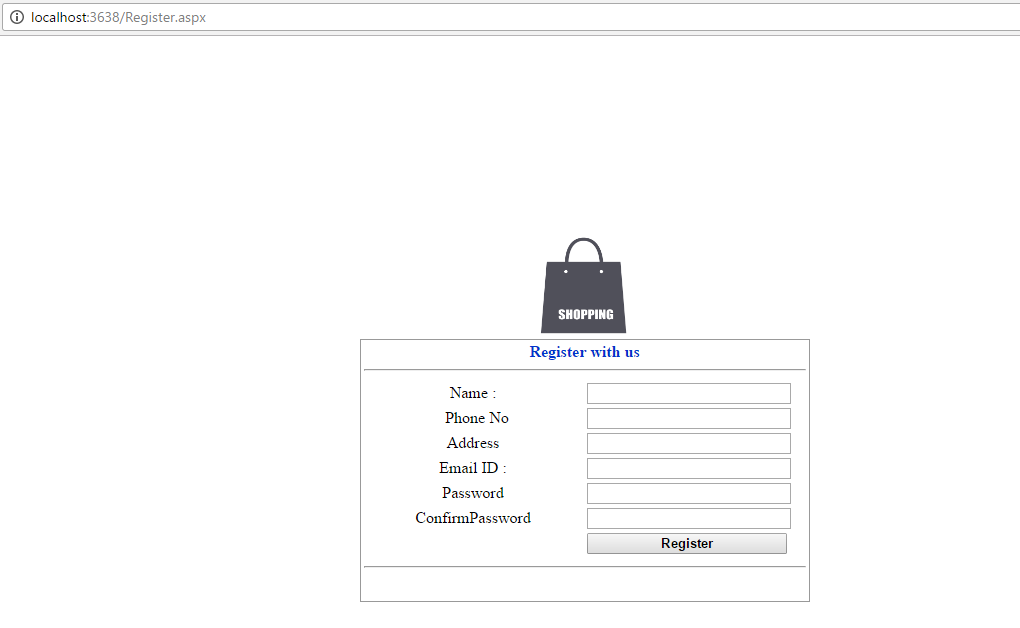 localhost:3638/Register.aspx
SHOPPING
Register with us
Name :
Phone No
Address
Email ID :
Password
ConfirmPassword
Register